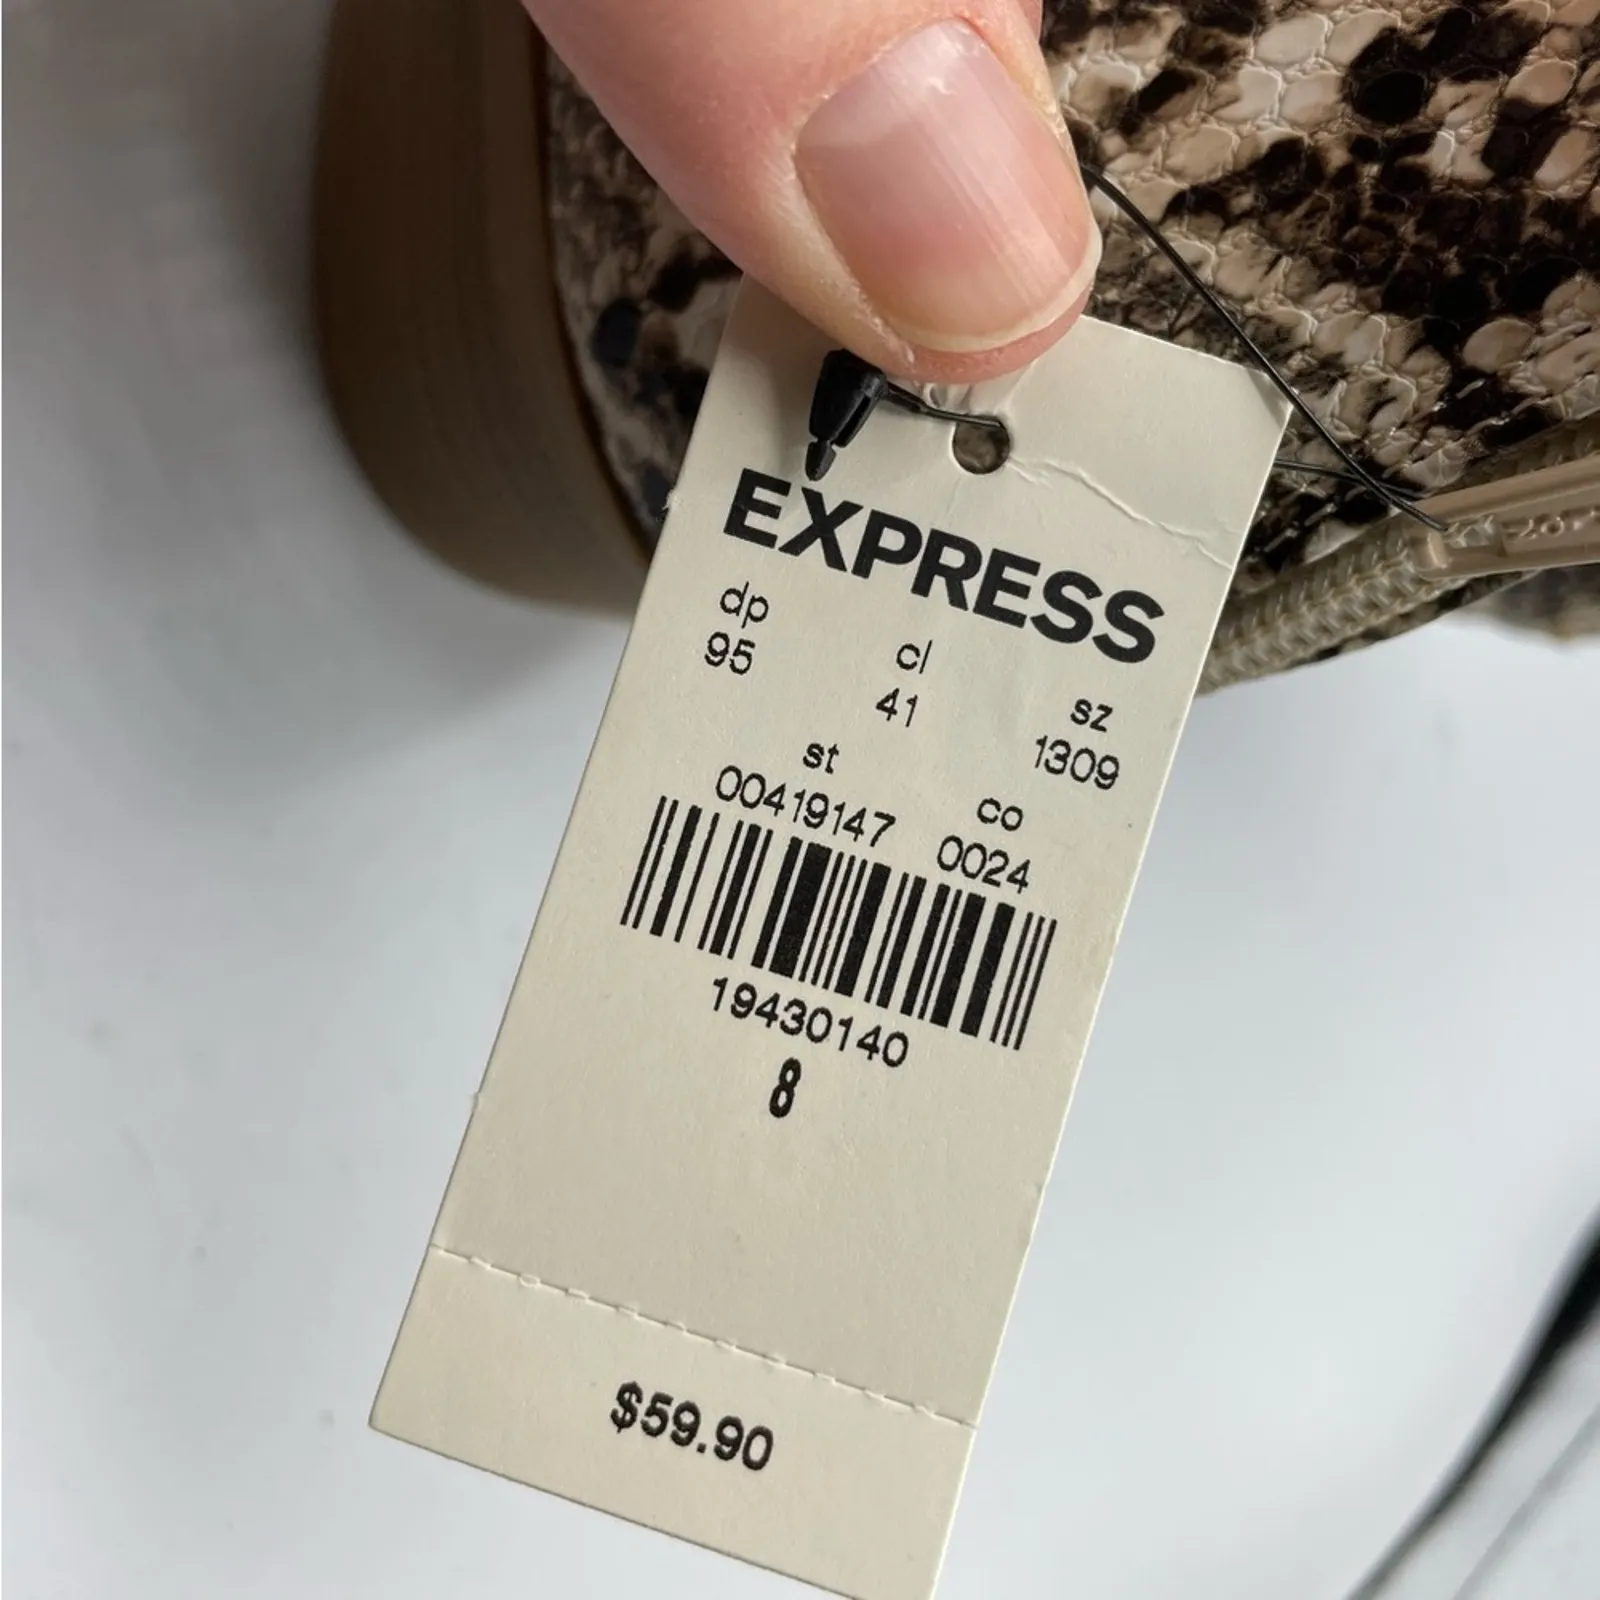 EXPRESS
dp cl sz
95 41 1309
st co
00419147 0024
19430140
8
$59.90